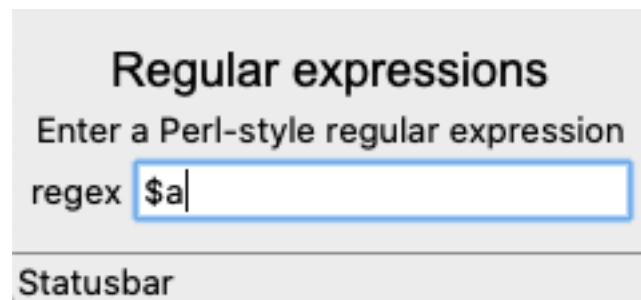 Regular expressions
Enter a Perl-style regular expression
regex $a
Statusbar